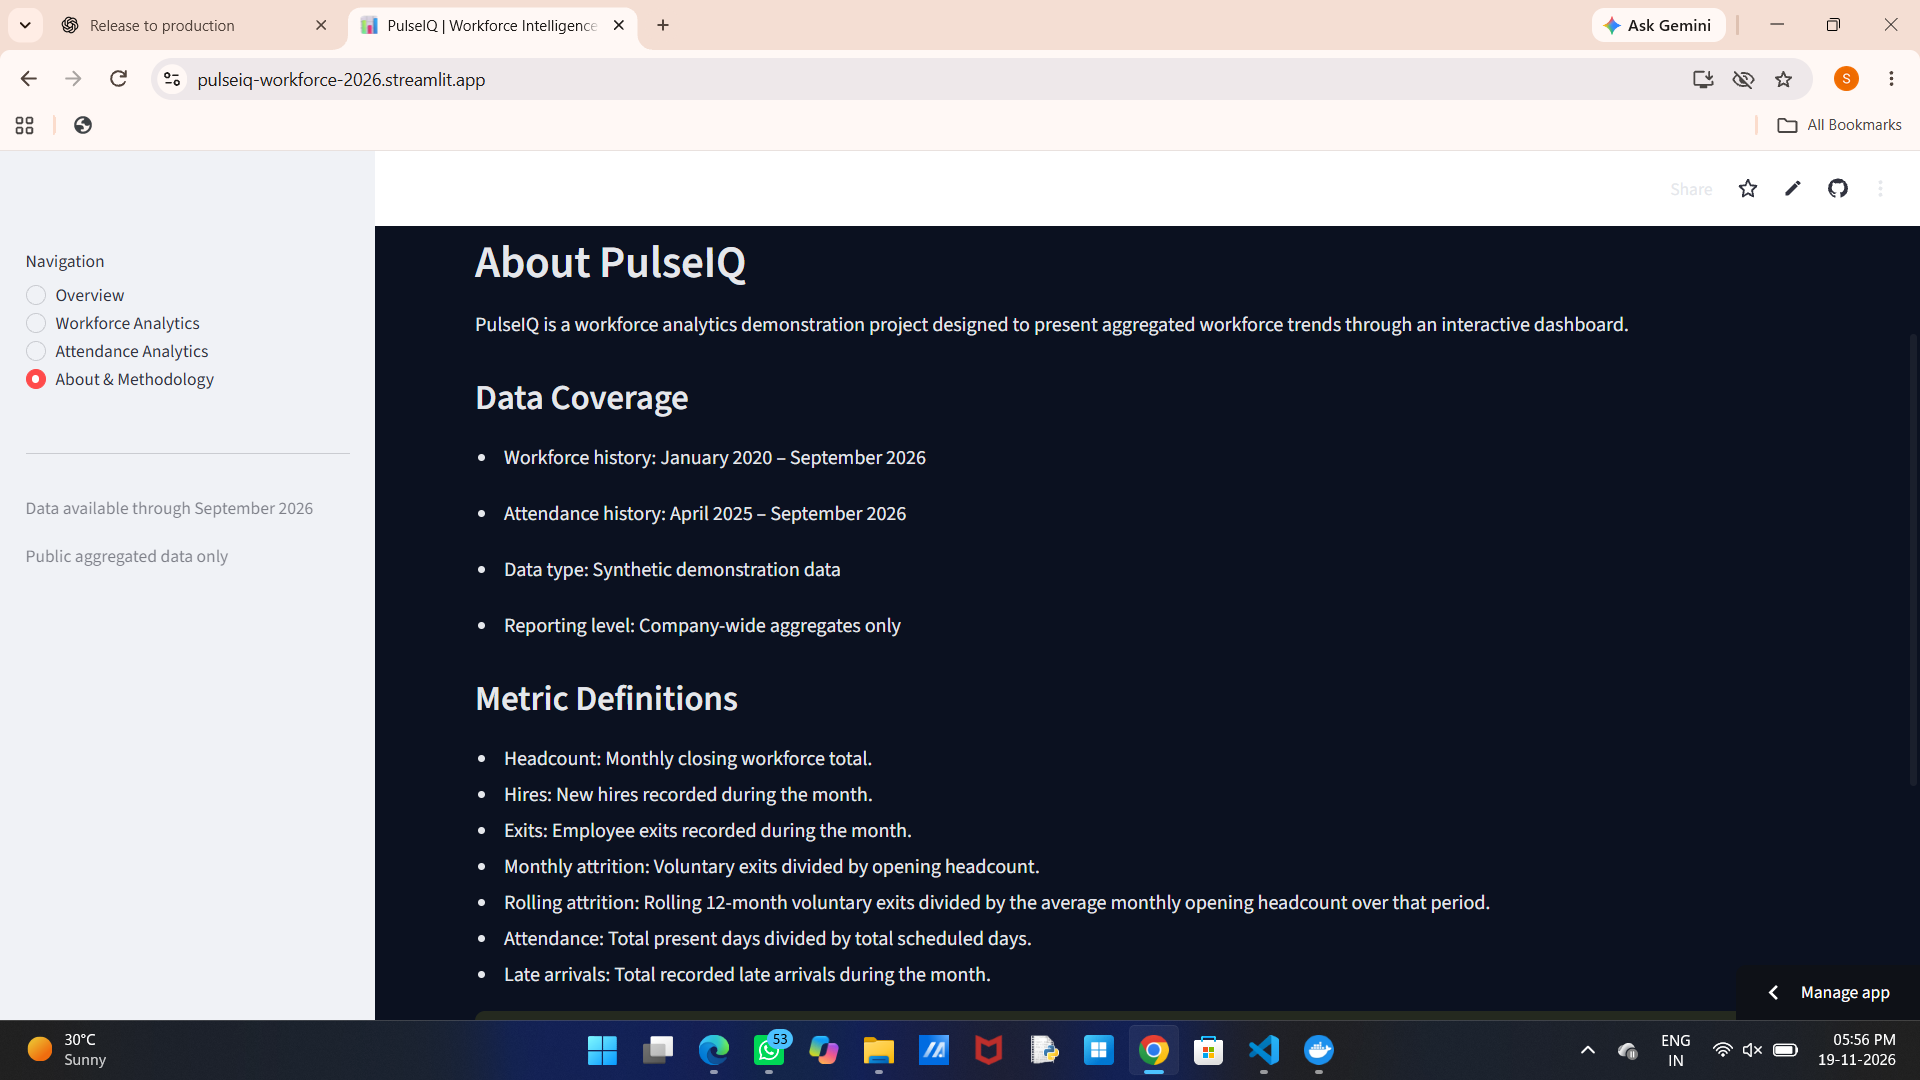 Release to production
PulseIQ | Workforce Intelligence
Ask Gemini
pulseiq-workforce-2026.streamlit.app
S
All Bookmarks
Share
Navigation
Overview
Workforce Analytics
Attendance Analytics
About & Methodology
Data available through September 2026
Public aggregated data only
About PulseIQ
PulseIQ is a workforce analytics demonstration project designed to present aggregated workforce trends through an interactive dashboard.
Data Coverage
Workforce history: January 2020 – September 2026
Attendance history: April 2025 – September 2026
Data type: Synthetic demonstration data
Reporting level: Company-wide aggregates only
Metric Definitions
Headcount: Monthly closing workforce total.
Hires: New hires recorded during the month.
Exits: Employee exits recorded during the month.
Monthly attrition: Voluntary exits divided by opening headcount.
Rolling attrition: Rolling 12-month voluntary exits divided by the average monthly opening headcount over that period.
Attendance: Total present days divided by total scheduled days.
Late arrivals: Total recorded late arrivals during the month.
Manage app
30°C
Sunny
53
ENG
IN
05:56 PM
19-11-2026